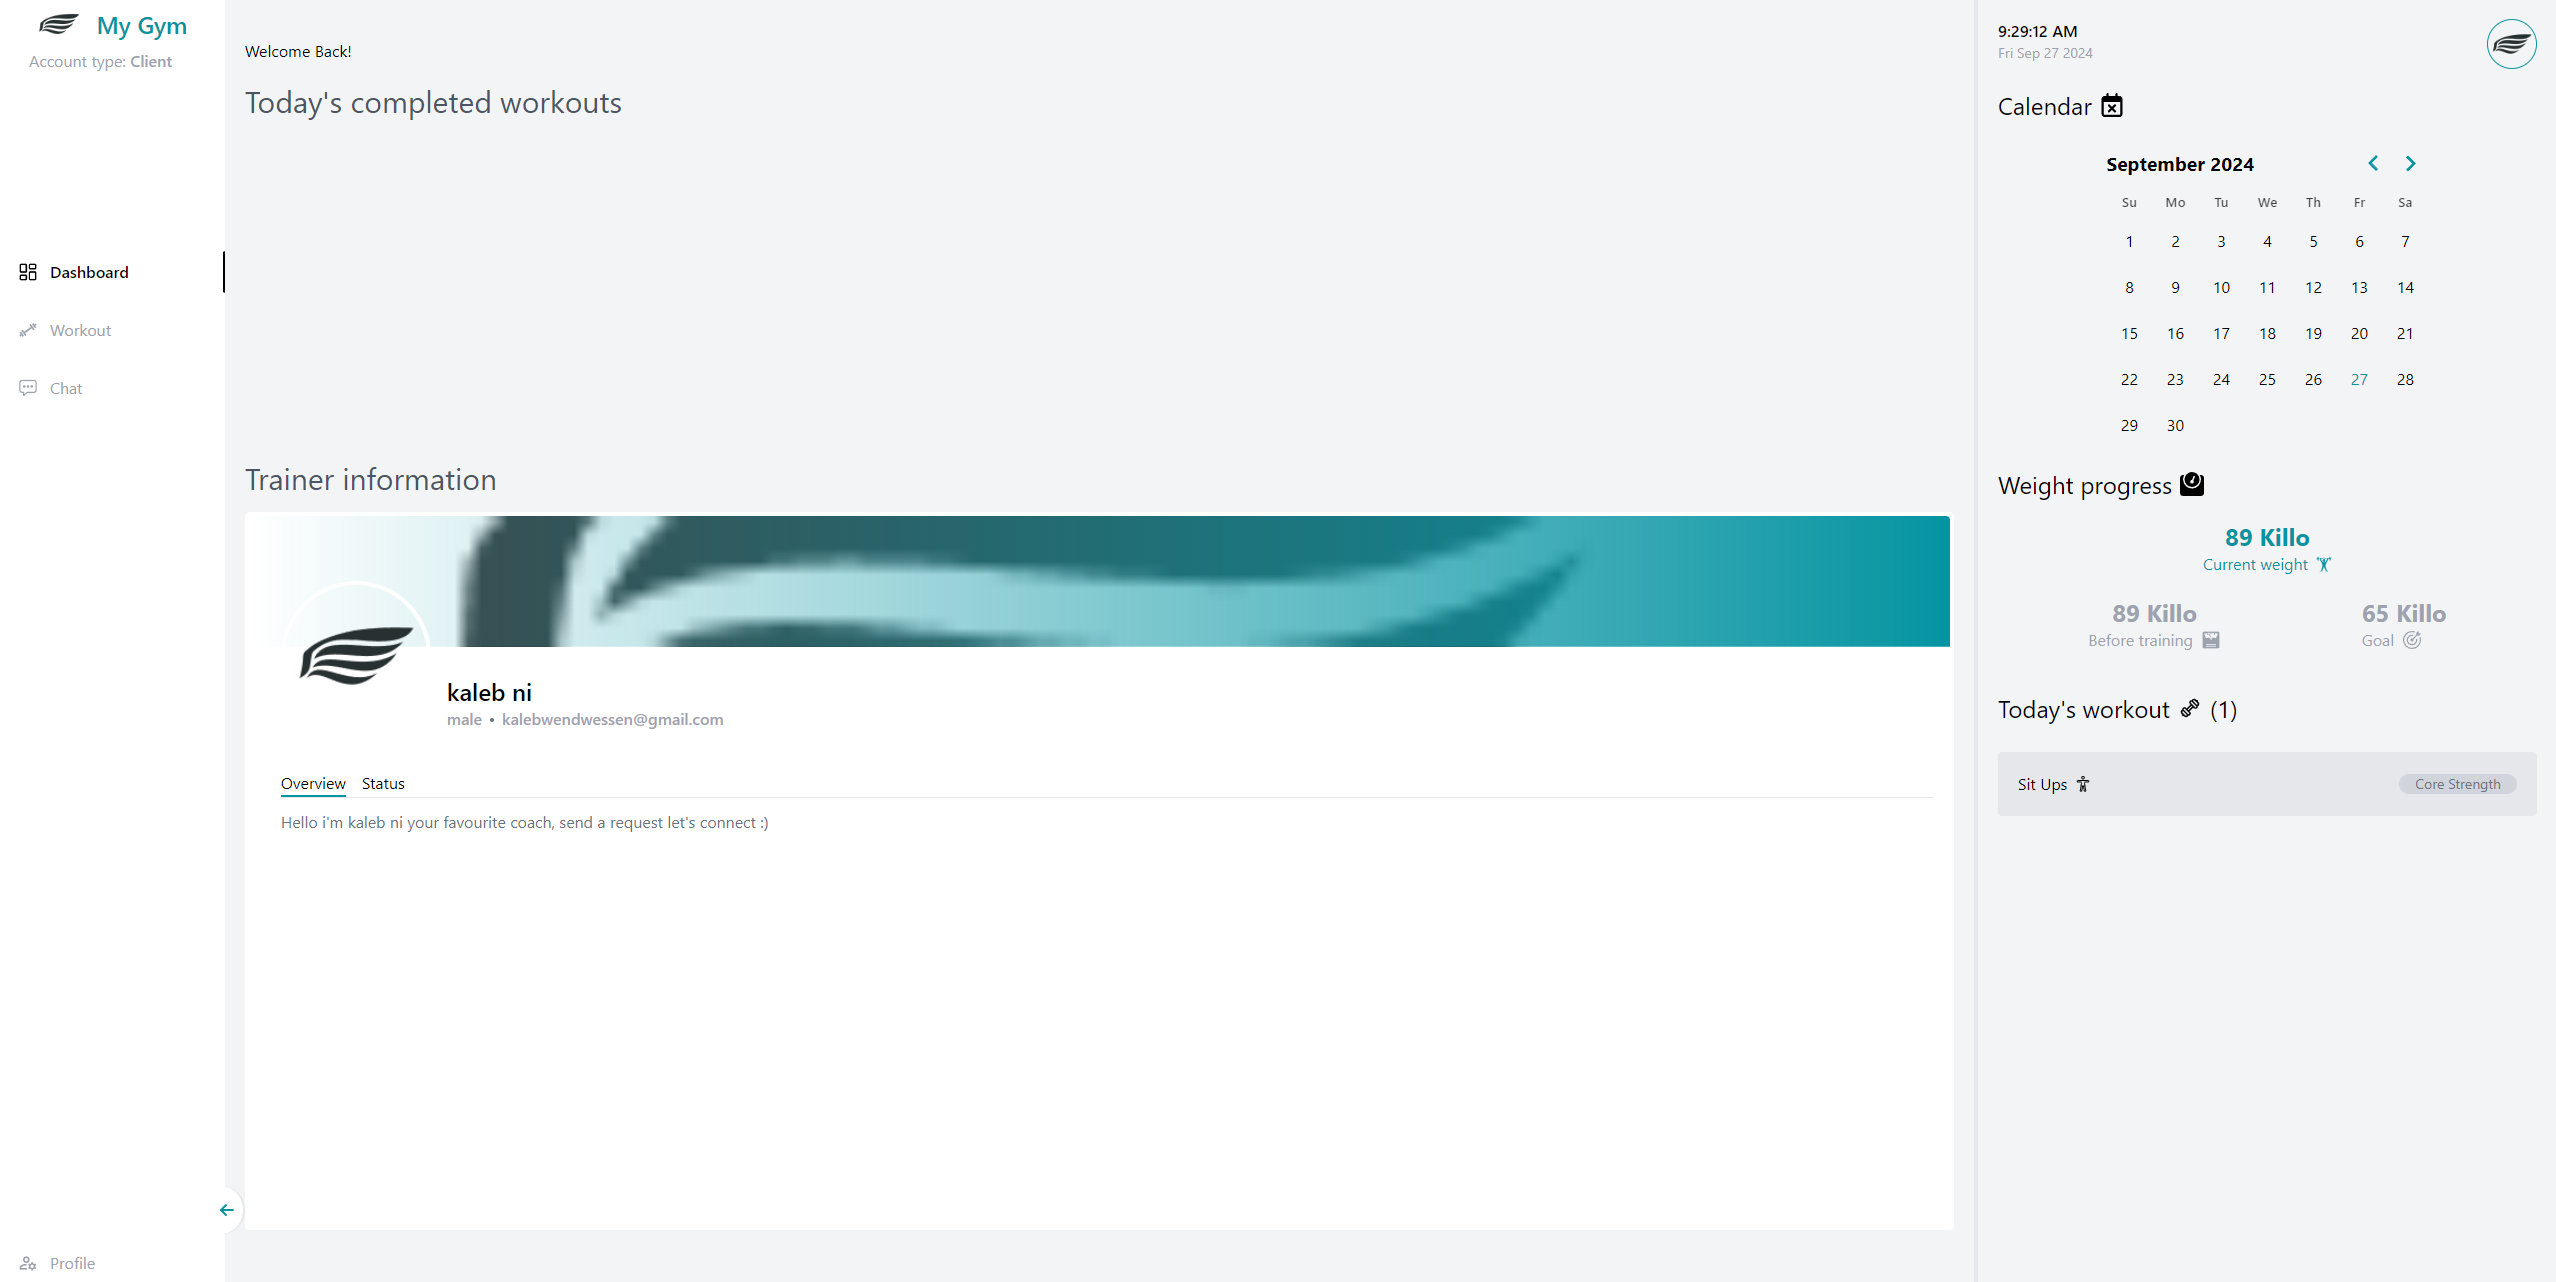 My Gym
Account type: Client
Dashboard
Workout
Chat
Profile
Welcome Back!
Today's completed workouts
Trainer information
kaleb ni
male • kalebwendwessen@gmail.com
Overview Status
Hello i'm kaleb ni your favourite coach, send a request let's connect :)
9:29:12 AM
Fri Sep 27 2024
Calendar
September 2024
Su Mo Tu We Th Fr Sa
1 2 3 4 5 6 7
8 9 10 11 12 13 14
15 16 17 18 19 20 21
22 23 24 25 26 27 28
29 30
Weight progress
89 Killo
Current weight
89 Killo 65 Killo
Before training Goal
Today's workout (1)
Sit Ups Core Strength